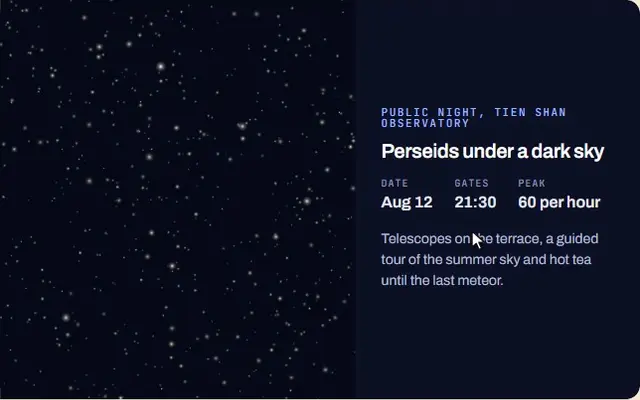 PUBLIC NIGHT, TIEN SHAN
OBSERVATORY
Perseids under a dark sky
DATE GATES PEAK
Aug 12 21:30 60 per hour
Telescopes on the terrace, a guided
tour of the summer sky and hot tea
until the last meteor.